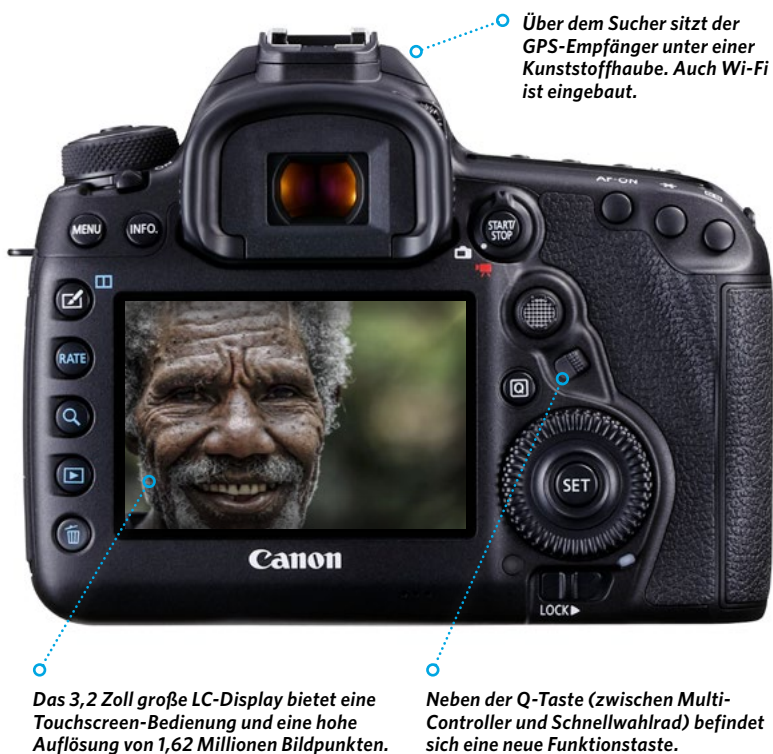 Über dem Sucher sitzt der
GPS-Empfänger unter einer
Kunststoffhaube. Auch Wi-Fi
ist eingebaut.
AF-ON
MENU
INFO.
START/
STOP
RATE
Q
SET
Canon
LOCK
Das 3,2 Zoll große LC-Display bietet eine
Touchscreen-Bedienung und eine hohe
Auflösung von 1,62 Millionen Bildpunkten.
Neben der Q-Taste (zwischen Multi-
Controller und Schnellwahlrad) befindet
sich eine neue Funktionstaste.